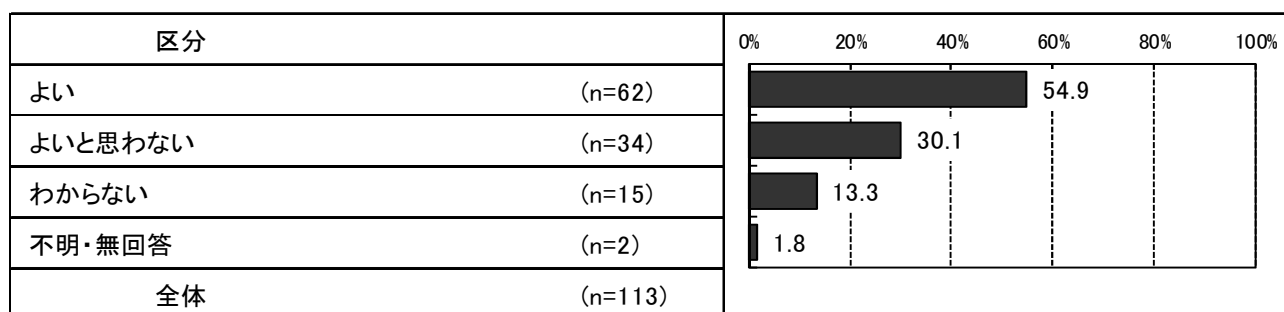 区分 0% 20% 40% 60% 80% 100%
よい (n=62) 54.9
よいと思わない (n=34) 30.1
わからない (n=15) 13.3
不明・無回答 (n=2) 1.8
全体 (n=113)